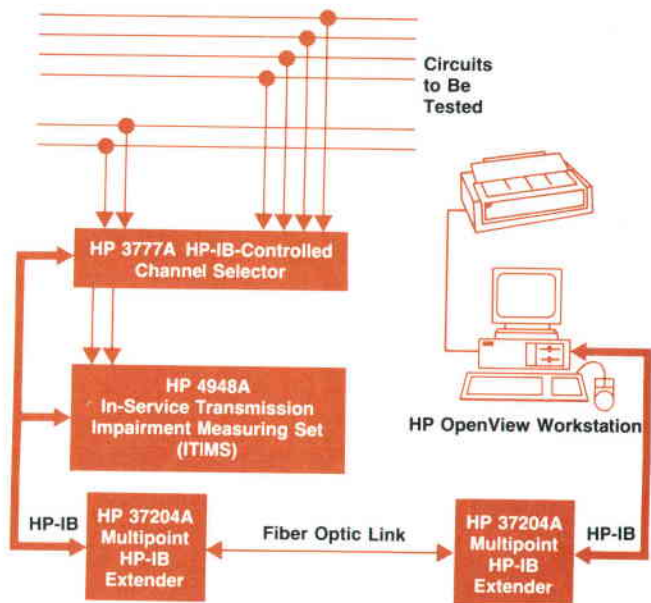 Circuits
to Be
Tested
HP 3777A HP-IB-Controlled
Channel Selector
HP 4948A
In-Service Transmission
Impairment Measuring Set
(ITIMS)
HP OpenView Workstation
HP-IB
HP 37204A
Multipoint
HP-IB
Extender
Fiber Optic Link
HP 37204A
Multipoint
HP-IB
Extender
HP-IB